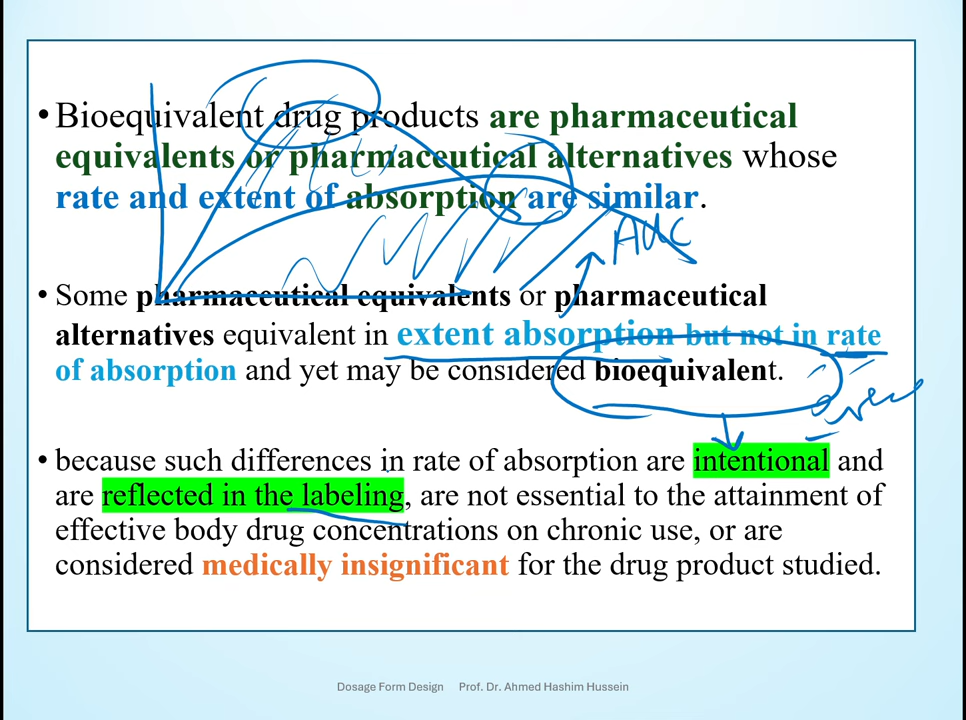 • Bioequivalent drug products are pharmaceutical
equivalents or pharmaceutical alternatives whose
rate and extent of absorption are similar.
AUC
• Some pharmaceutical equivalents or pharmaceutical
alternatives equivalent in extent absorption but not in rate
of absorption and yet may be considered bioequivalent.
• because such differences in rate of absorption are intentional and
are reflected in the labeling, are not essential to the attainment of
effective body drug concentrations on chronic use, or are
considered medically insignificant for the drug product studied.
Dosage Form Design Prof. Dr. Ahmed Hashim Hussein